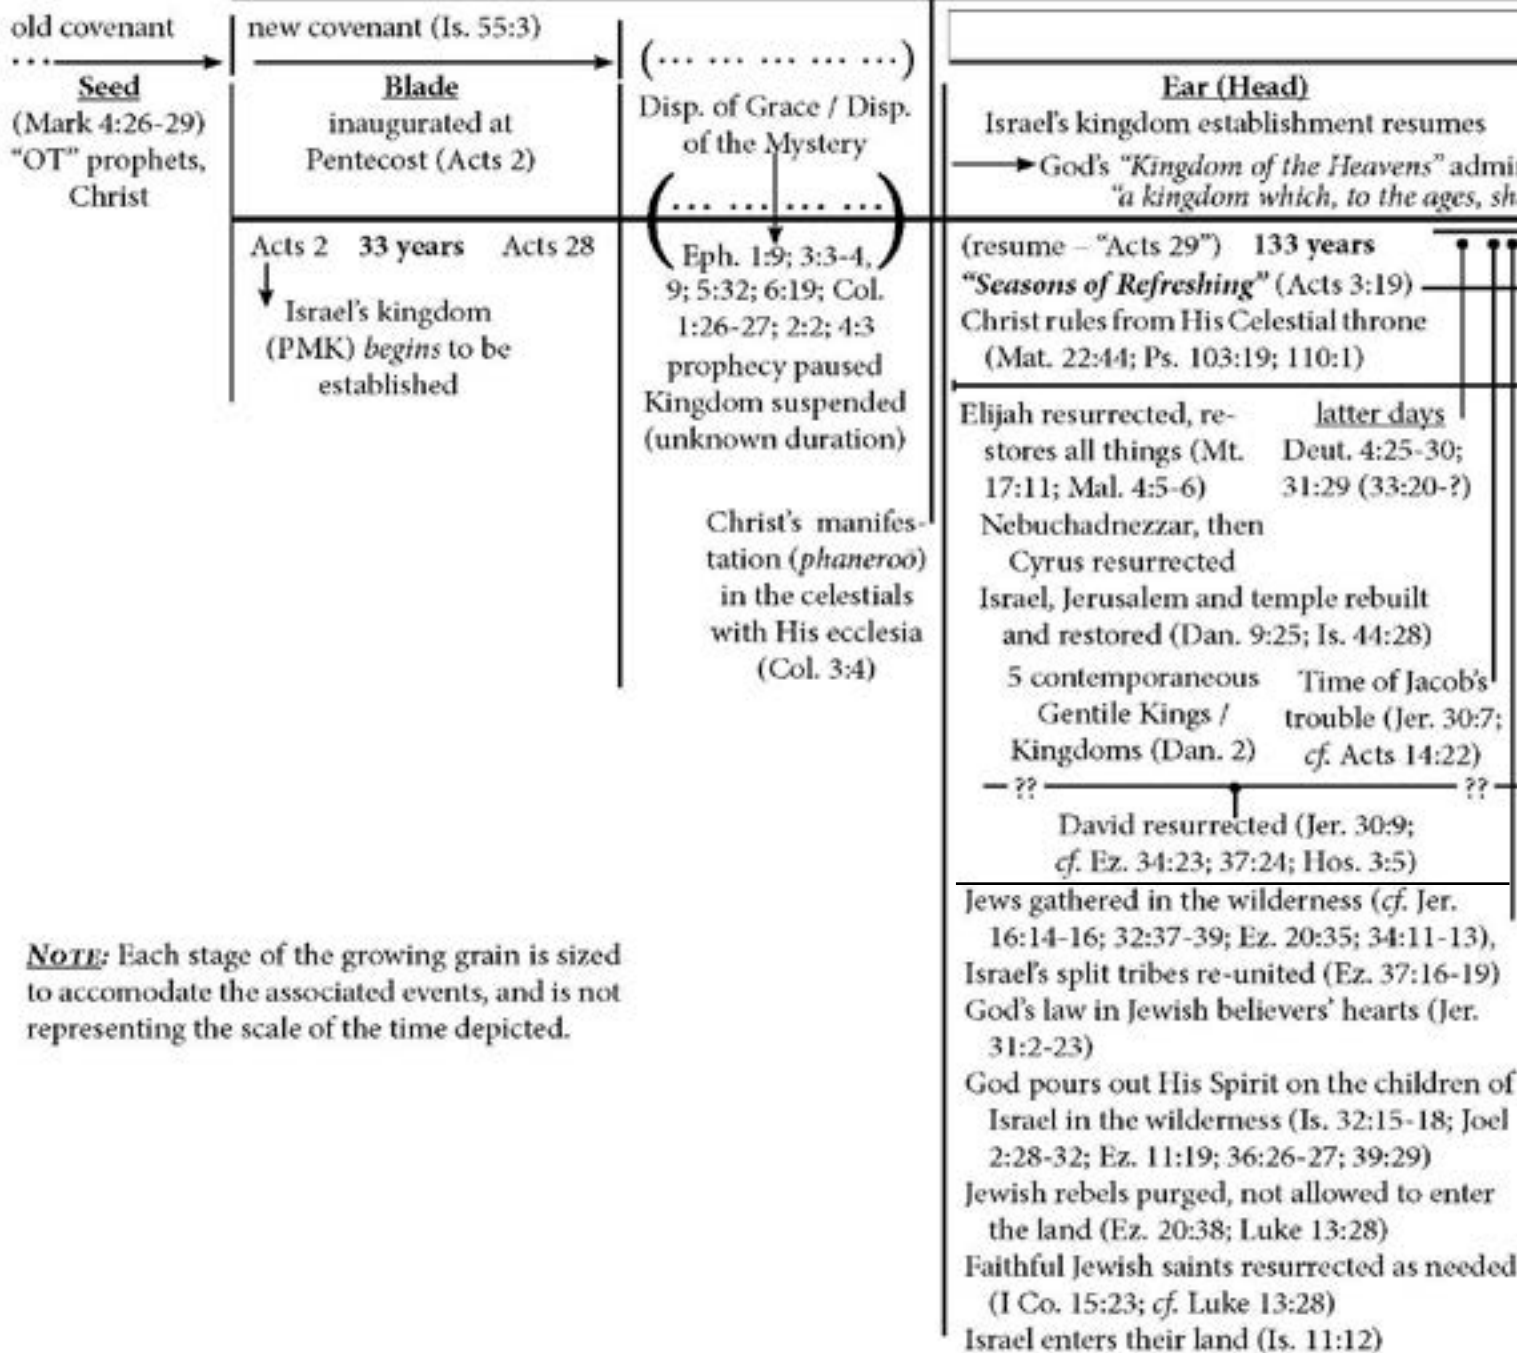 old covenant
Seed
(Mark 4:26-29)
“OT” prophets,
Christ
new covenant (Is. 55:3)
Blade
inaugurated at
Pentecost (Acts 2)
Acts 2 33 years Acts 28
Israel’s kingdom
(PMK) begins to be
established
(... ... ... ... ...)
Disp. of Grace / Disp.
of the Mystery
(... ... ... ...)
Eph. 1:9; 3:3-4,
9; 5:32; 6:19; Col.
1:26-27; 2:2; 4:3
prophecy paused
Kingdom suspended
(unknown duration)
Christ’s manifes-
tation (phaneroō)
in the celestials
with His ecclesia
(Col. 3:4)
Ear (Head)
Israel’s kingdom establishment resumes
God’s “Kingdom of the Heavens” admi
“a kingdom which, to the ages, sh
(resume – “Acts 29”) 133 years
“Seasons of Refreshing” (Acts 3:19)
Christ rules from His Celestial throne
(Mat. 22:44; Ps. 103:19; 110:1)
Elijah resurrected, re-
stores all things (Mt.
17:11; Mal. 4:5-6)
latter days
Deut. 4:25-30;
31:29 (33:20-?)
Nebuchadnezzar, then
Cyrus resurrected
Israel, Jerusalem and temple rebuilt
and restored (Dan. 9:25; Is. 44:28)
5 contemporaneous
Gentile Kings /
Kingdoms (Dan. 2)
Time of Jacob’s
trouble (Jer. 30:7;
cf. Acts 14:22)
?? ??
David resurrected (Jer. 30:9;
cf. Ez. 34:23; 37:24; Hos. 3:5)
Jews gathered in the wilderness (cf. Jer.
16:14-16; 32:37-39; Ez. 20:35; 34:11-13),
Israel’s split tribes re-united (Ez. 37:16-19)
God’s law in Jewish believers’ hearts (Jer.
31:2-23)
God pours out His Spirit on the children of
Israel in the wilderness (Is. 32:15-18; Joel
2:28-32; Ez. 11:19; 36:26-27; 39:29)
Jewish rebels purged, not allowed to enter
the land (Ez. 20:38; Luke 13:28)
Faithful Jewish saints resurrected as needed
(I Co. 15:23; cf. Luke 13:28)
Israel enters their land (Is. 11:12)
NOTE: Each stage of the growing grain is sized
to accomodate the associated events, and is not
representing the scale of the time depicted.